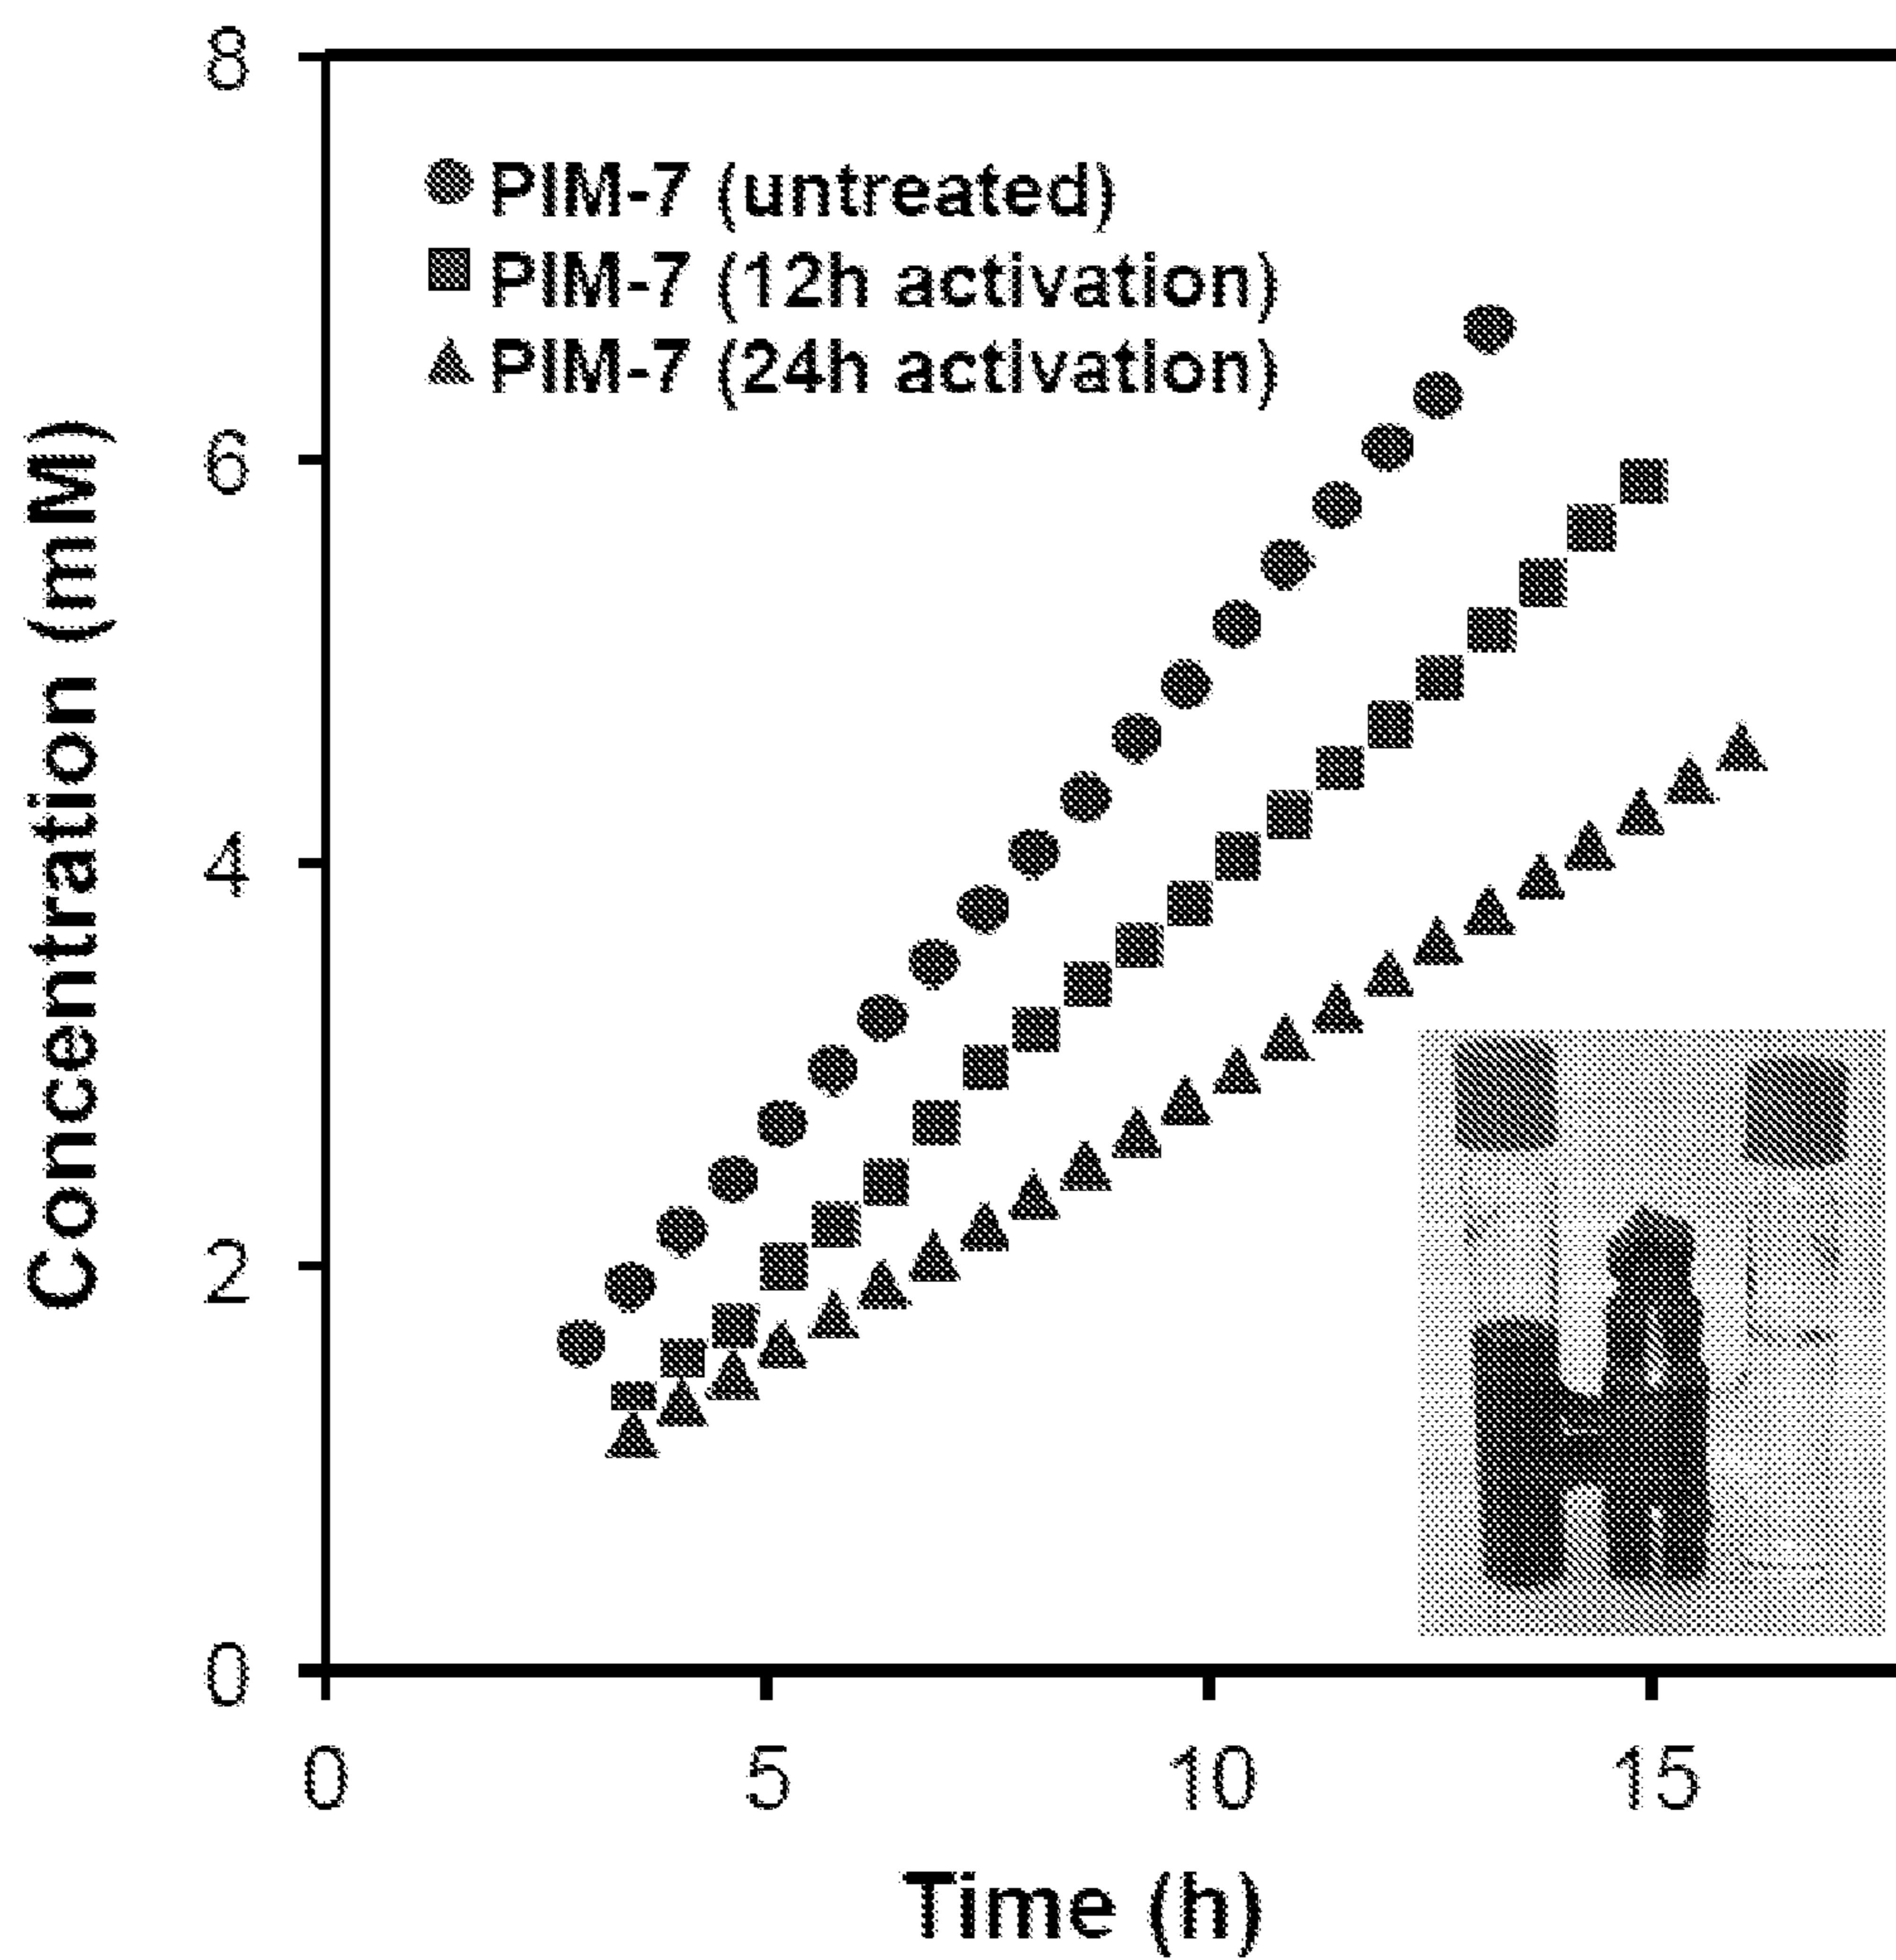 8
PIM-7 (untreated)
PIM-7 (12h activation)
PIM-7 (24h activation)
6
Concentration (mM)
4
2
0
0 5 10 15
Time (h)